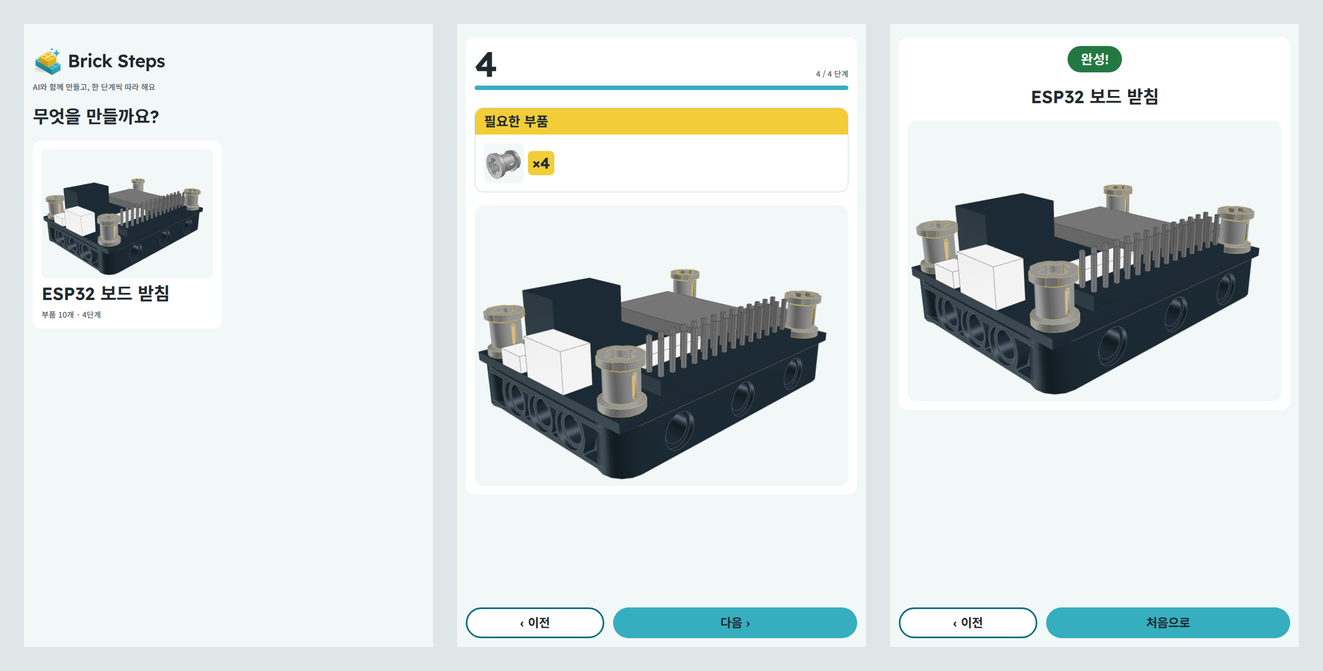 Brick Steps
AI와 함께 만들고, 한 단계씩 따라 해요
무엇을 만들까요?
ESP32 보드 받침
부품 10개 · 4단계
4
4 / 4 단계
필요한 부품
×4
‹ 이전
다음 ›
완성!
ESP32 보드 받침
‹ 이전
처음으로